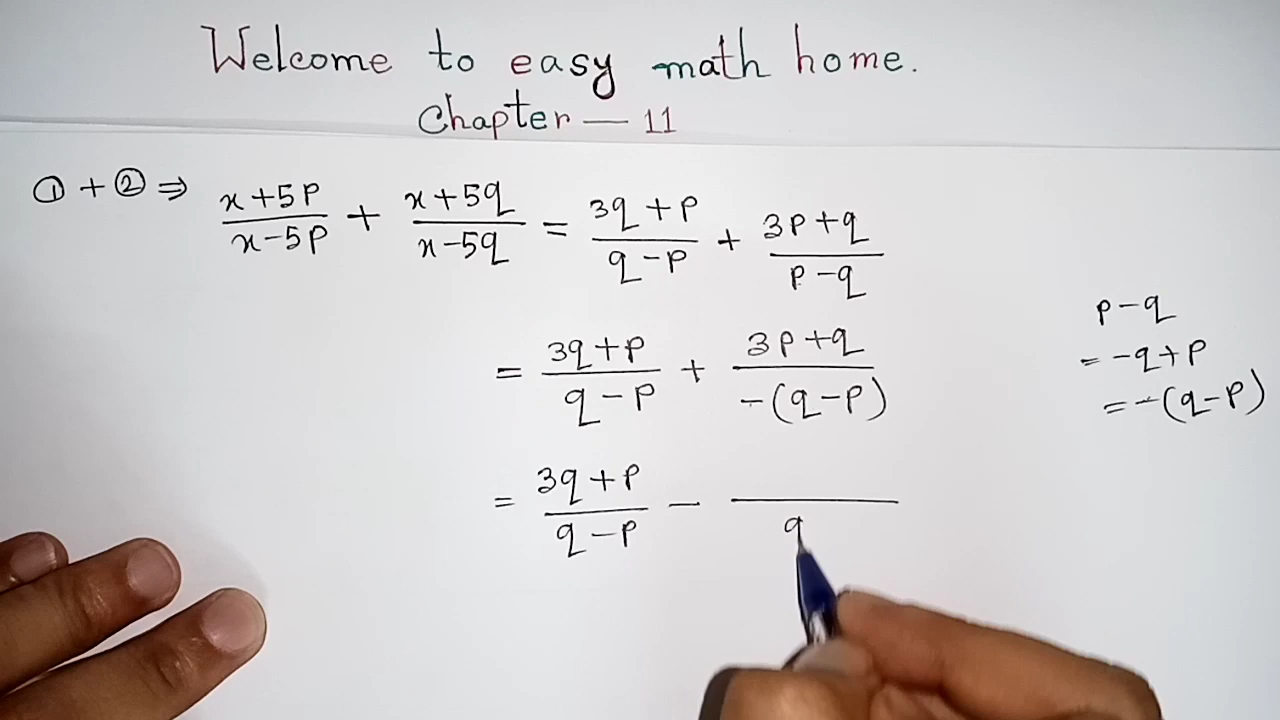 Welcome to easy math home.
Chapter — 11
① + ② ⇒ (x+5p)/(x-5p) + (x+5q)/(x-5q) = (3q+p)/(q-p) + (3p+q)/(p-q)
= (3q+p)/(q-p) + (3p+q)/(-(q-p))
= (3q+p)/(q-p) - /q
p-q
= -q+p
= -(q-p)